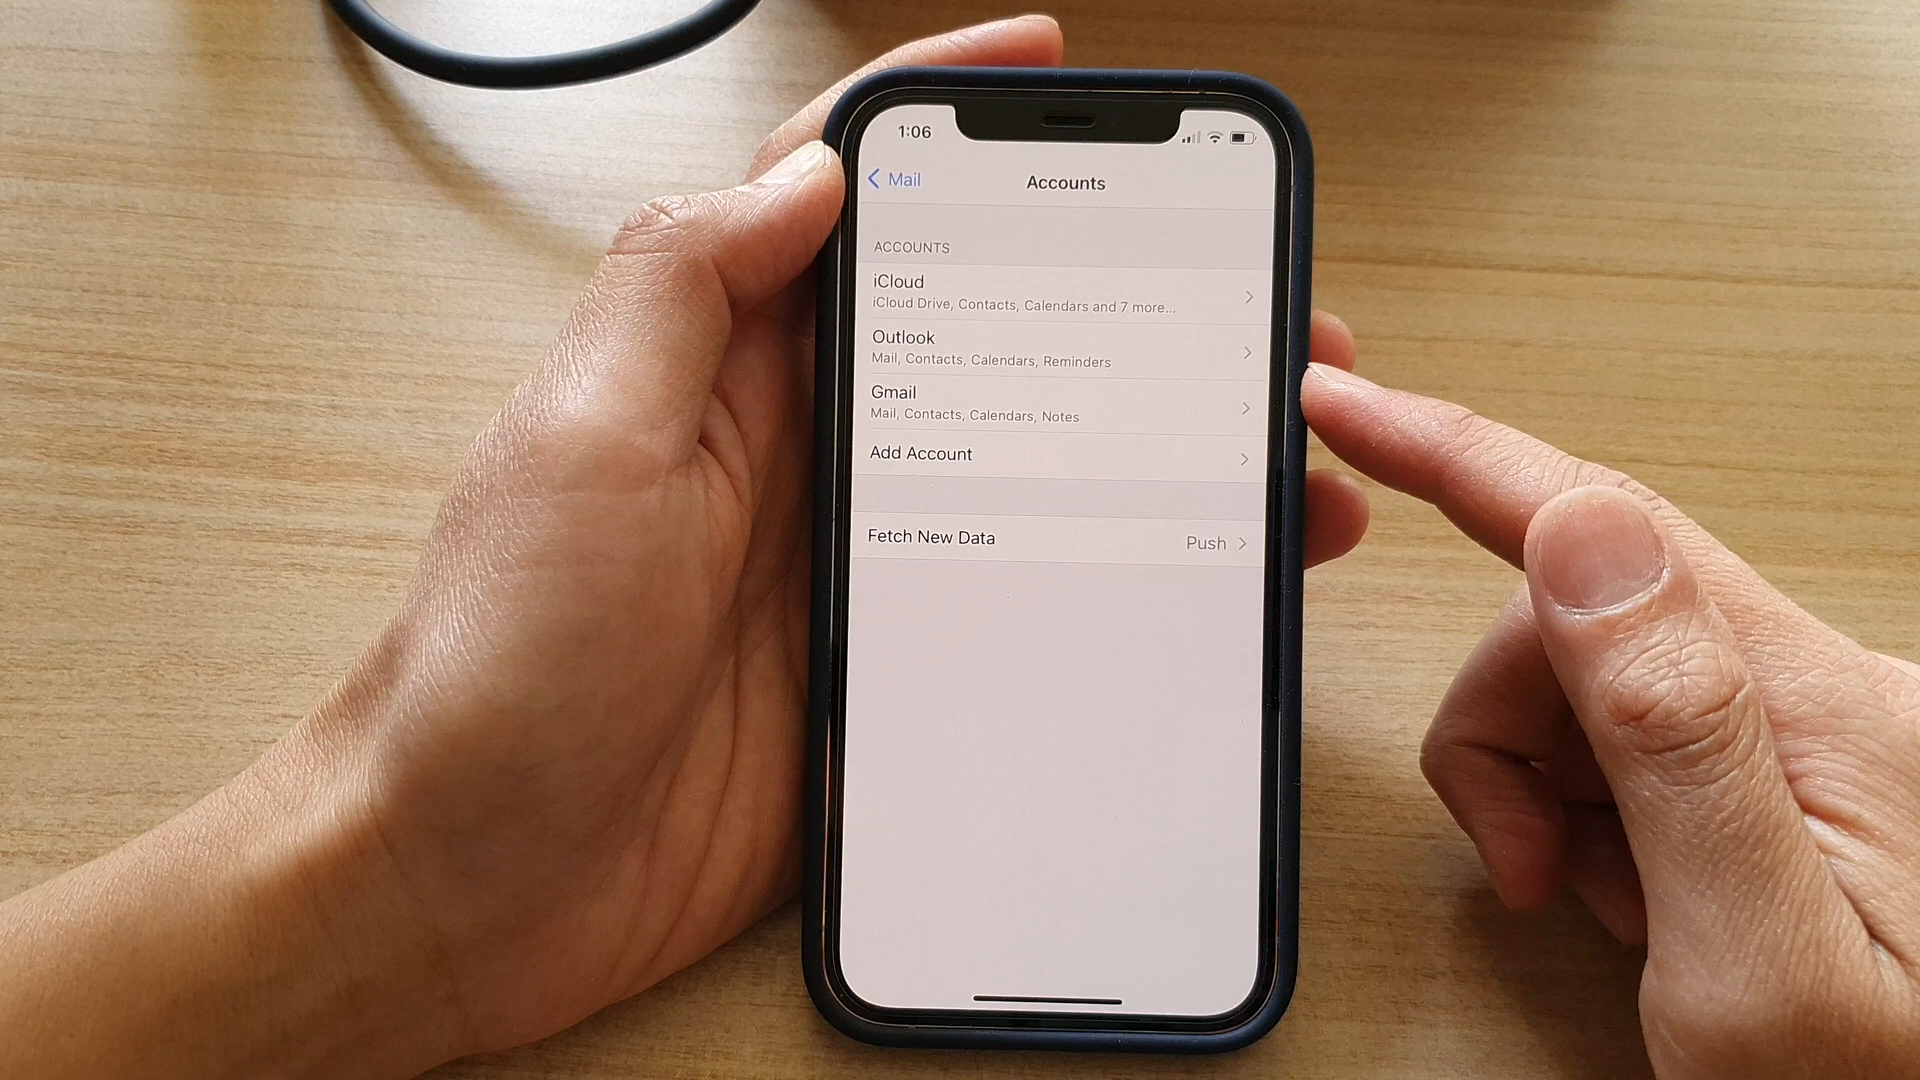 1:06
Mail
Accounts
ACCOUNTS
iCloud
iCloud Drive, Contacts, Calendars and 7 more...
Outlook
Mail, Contacts, Calendars, Reminders
Gmail
Mail, Contacts, Calendars, Notes
Add Account
Fetch New Data Push